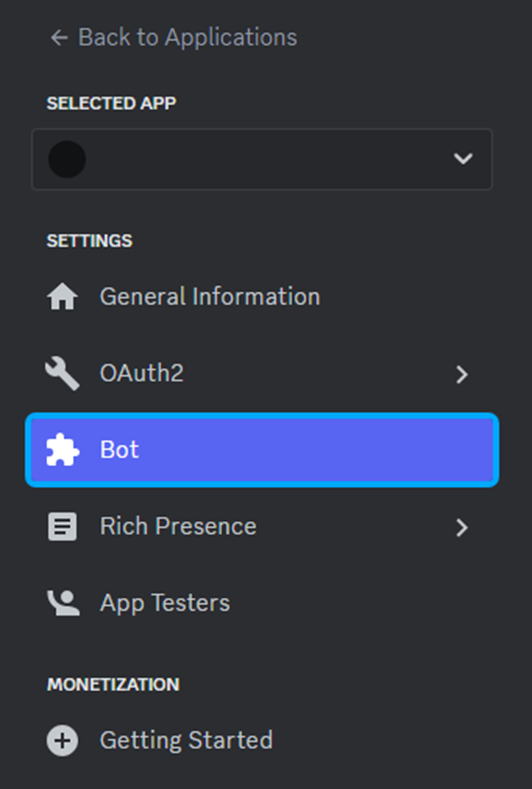 Back to Applications
SELECTED APP
SETTINGS
General Information
OAuth2
Bot
Rich Presence
App Testers
MONETIZATION
Getting Started